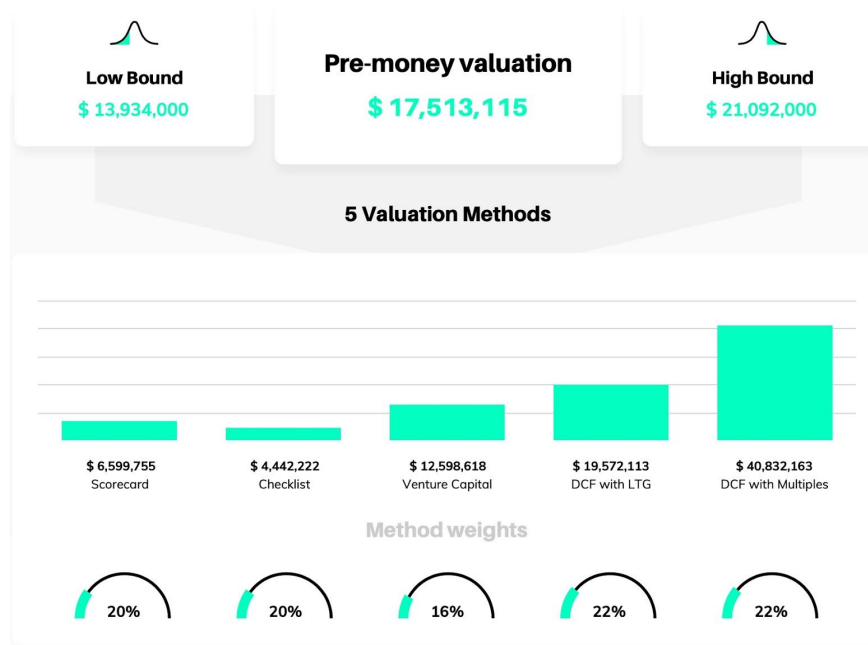 Low Bound
$ 13,934,000
Pre-money valuation
$ 17,513,115
High Bound
$ 21,092,000
5 Valuation Methods
$ 6,599,755
Scorecard
$ 4,442,222
Checklist
$ 12,598,618
Venture Capital
$ 19,572,113
DCF with LTG
$ 40,832,163
DCF with Multiples
Method weights
20%
20%
16%
22%
22%